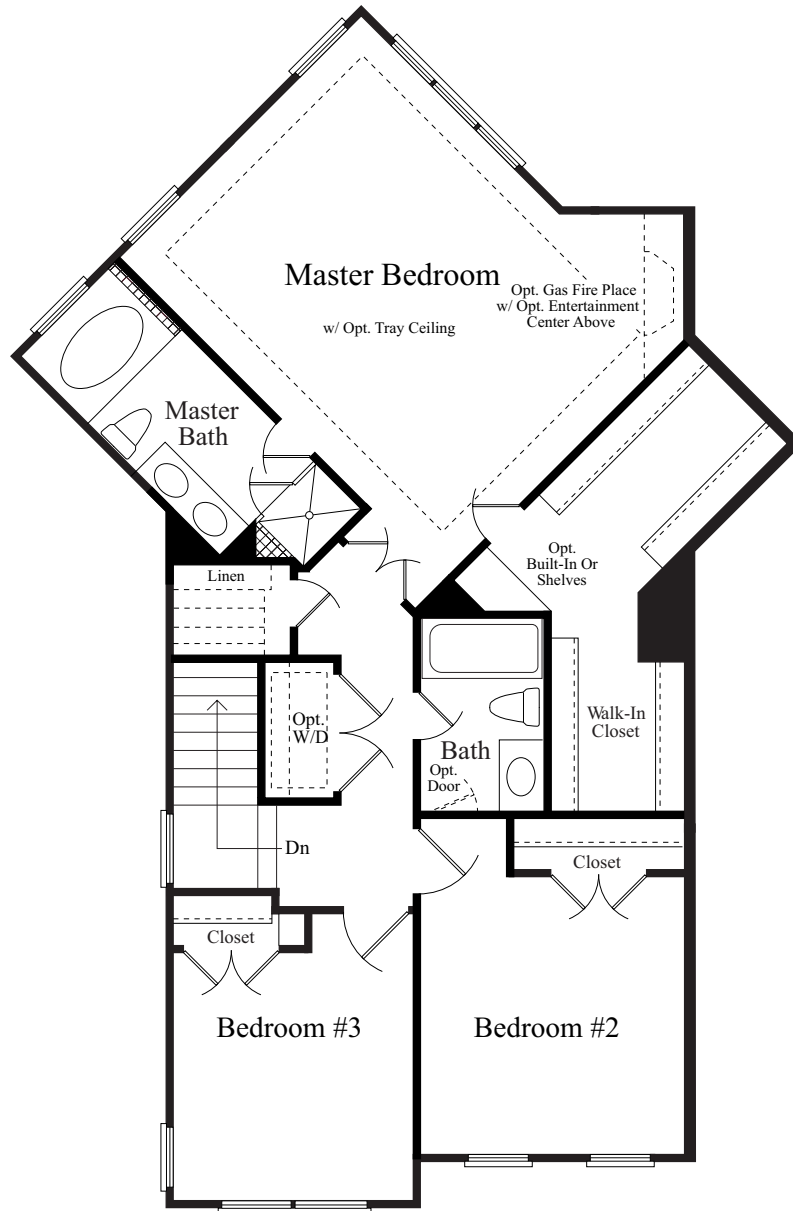 Master Bedroom
w/ Opt. Tray Ceiling
Opt. Gas Fire Place
w/ Opt. Entertainment
Center Above
Master
Bath
Linen
Opt.
Built-In Or
Shelves
Opt.
W/D
Bath
Opt.
Door
Walk-In
Closet
Dn
Closet
Closet
Bedroom #3
Bedroom #2